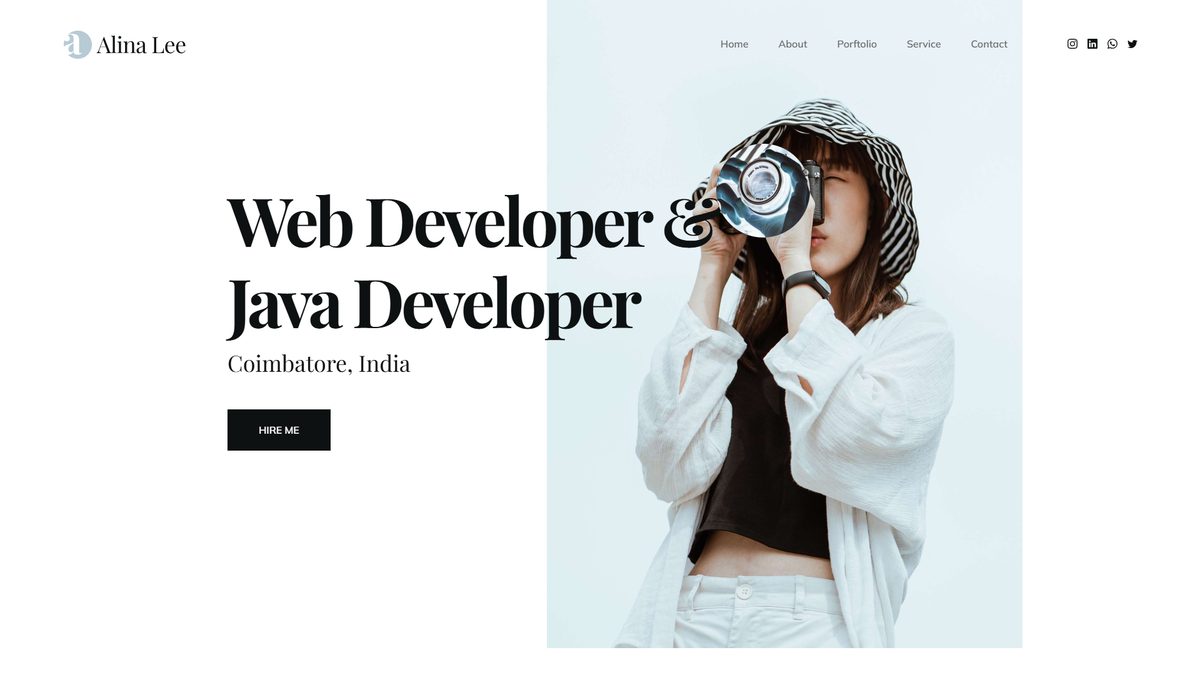 a Alina Lee
Home About Porftolio Service Contact
Web Developer &
Java Developer
Coimbatore, India
HIRE ME